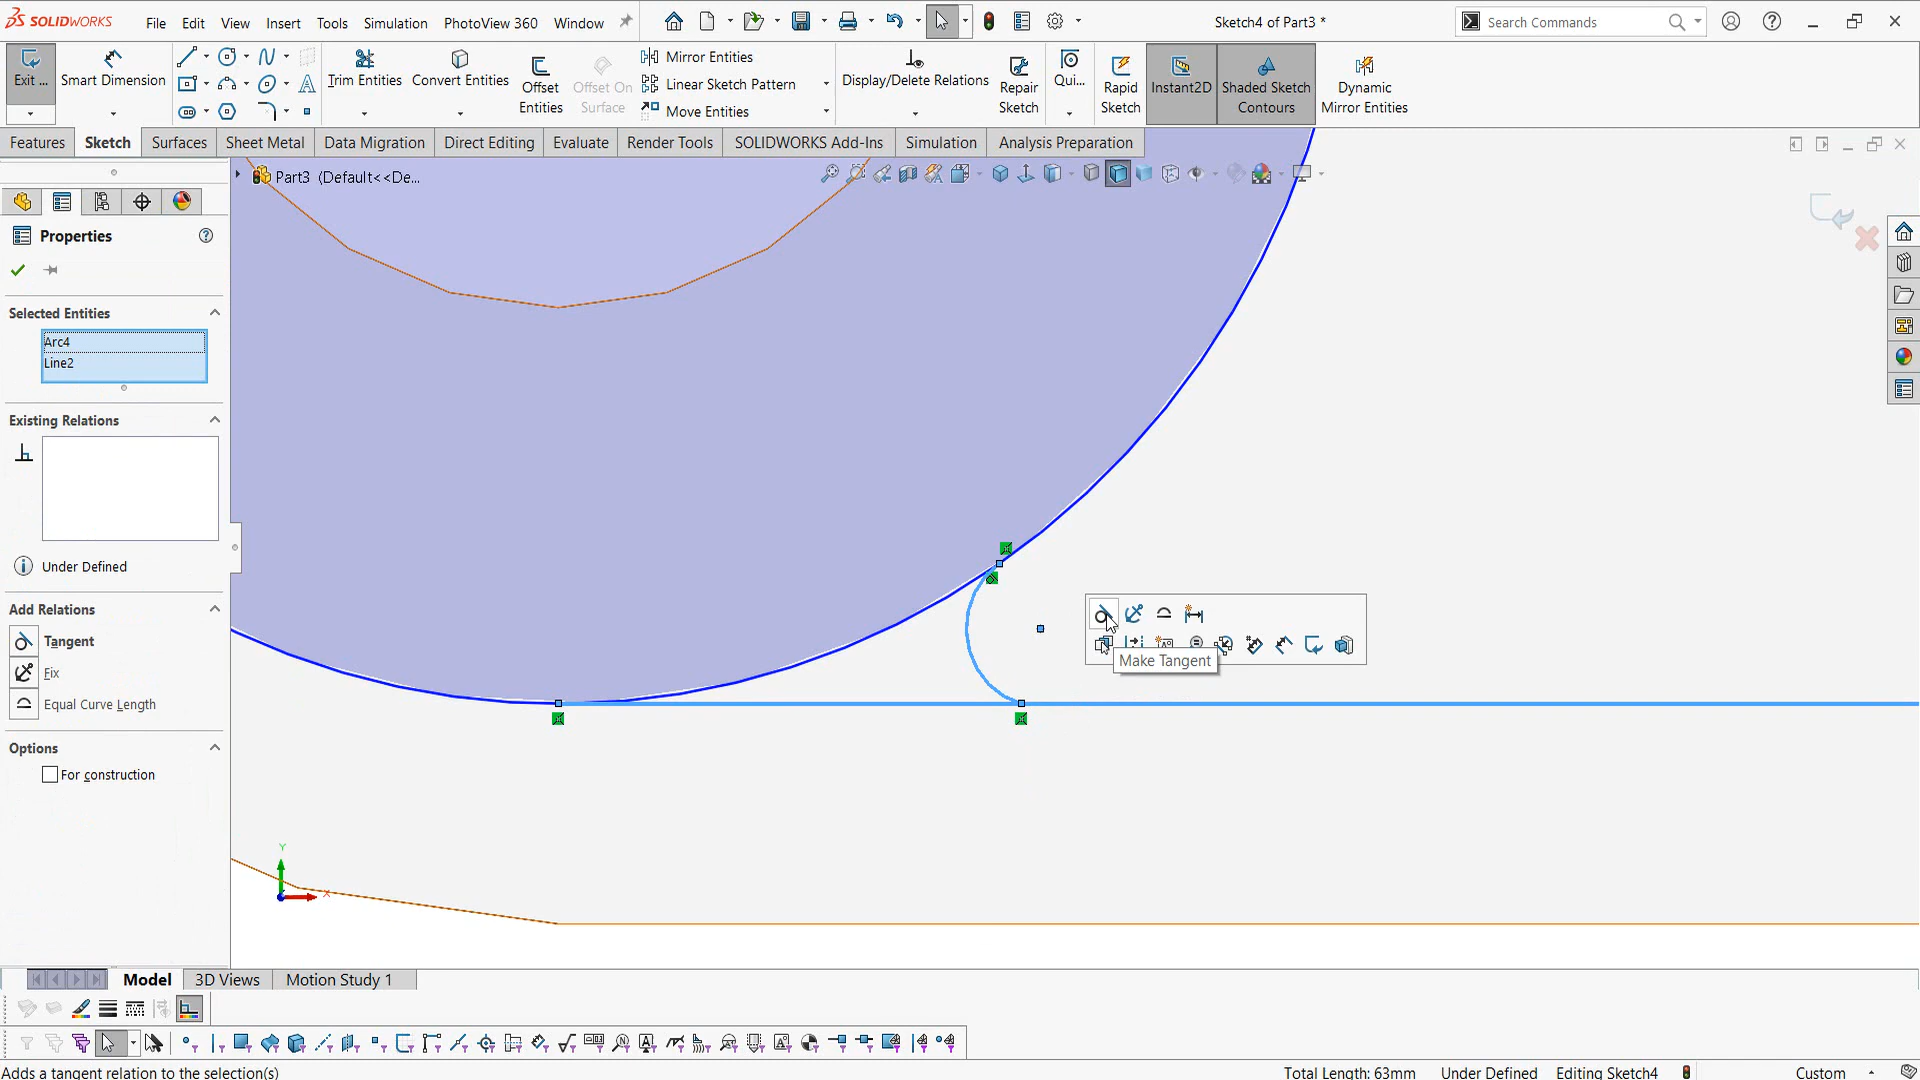 SOLIDWORKS
File Edit View Insert Tools Simulation PhotoView 360 Window
Sketch4 of Part3 *
Search Commands
Exit ...
Smart Dimension
Trim Entities
Convert Entities
Offset Entities
Offset On Surface
Mirror Entities
Linear Sketch Pattern
Move Entities
Display/Delete Relations
Repair Sketch
Qui...
Rapid Sketch
Instant2D
Shaded Sketch Contours
Dynamic Mirror Entities
Features Sketch Surfaces Sheet Metal Data Migration Direct Editing Evaluate Render Tools SOLIDWORKS Add-Ins Simulation Analysis Preparation
Part3 (Default<<De...
Properties
Selected Entities
Arc4
Line2
Existing Relations
Under Defined
Add Relations
Tangent
Fix
Equal Curve Length
Options
For construction
Make Tangent
Y
X
Model 3D Views Motion Study 1
Adds a tangent relation to the selection(s)
Total Length: 63mm Under Defined Editing Sketch4 Custom